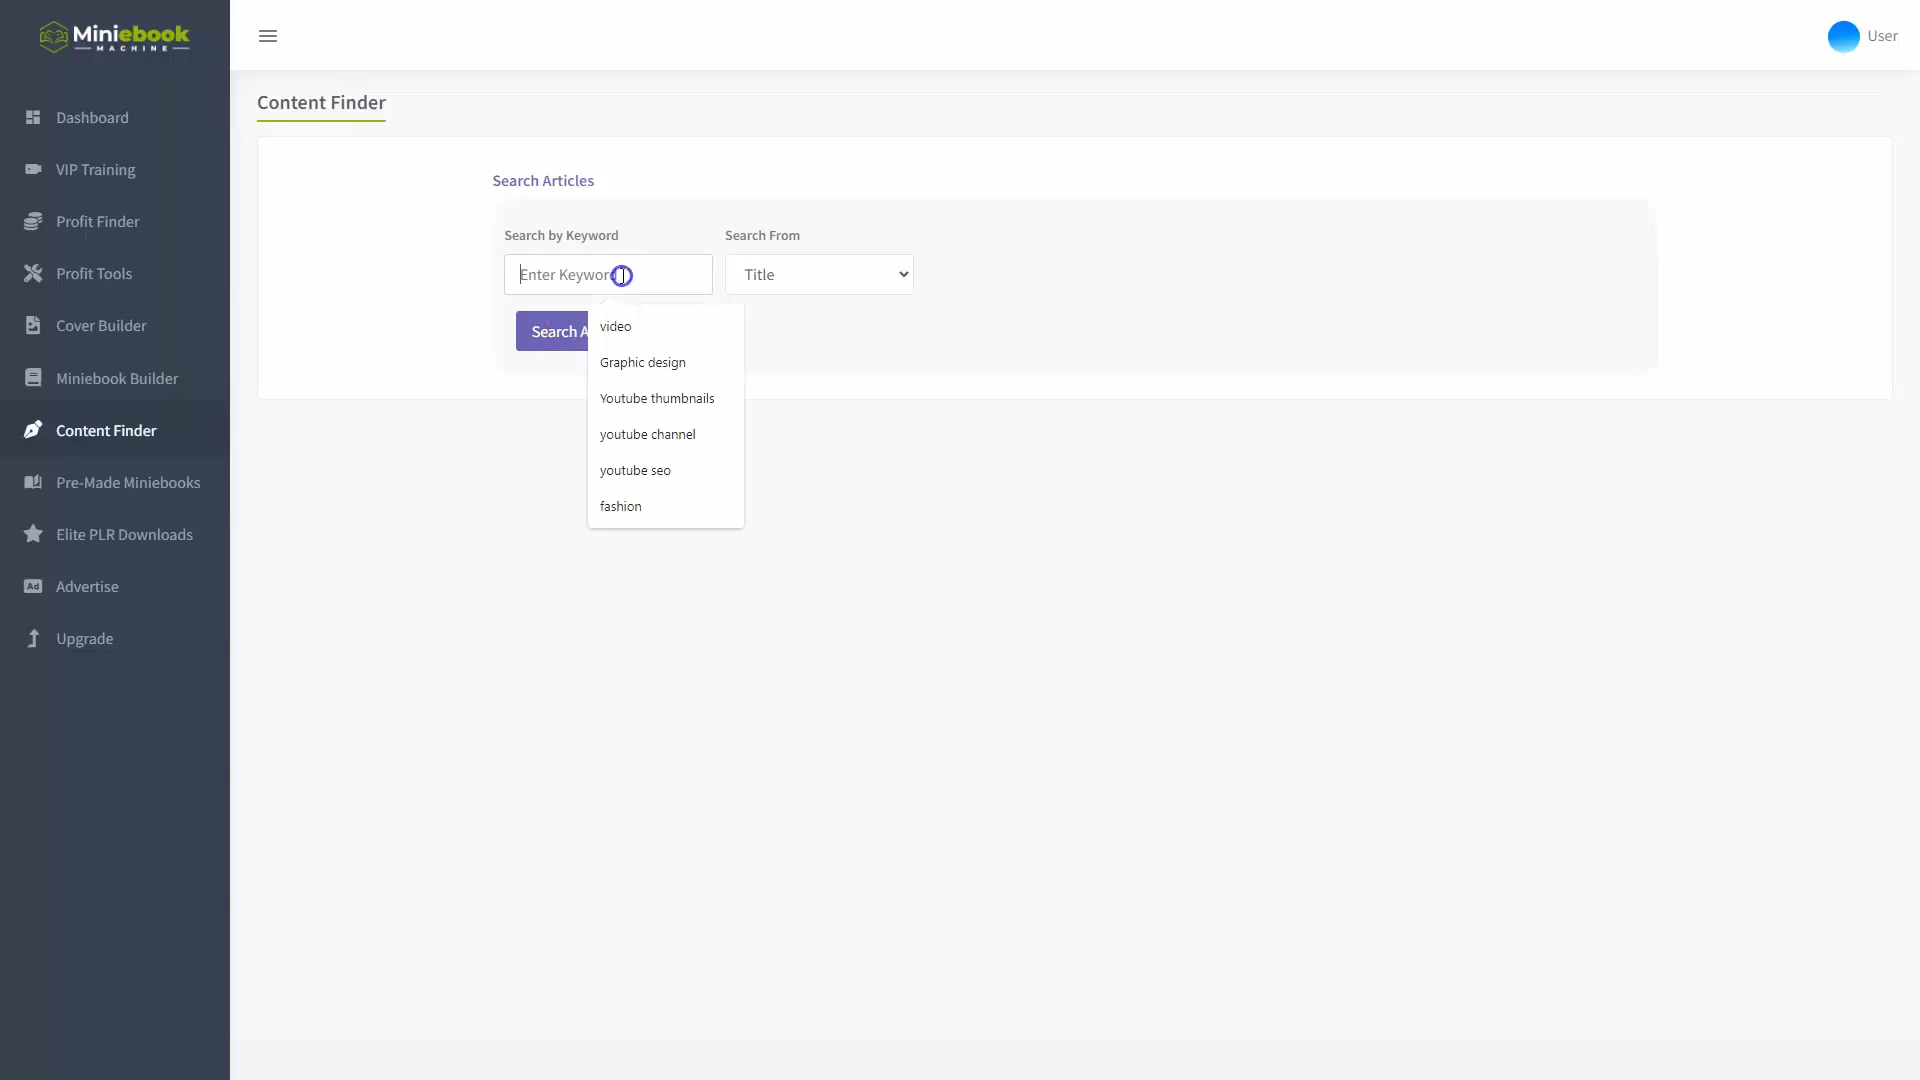 Miniebook
MACHINE
User
Content Finder
Dashboard
VIP Training
Profit Finder
Profit Tools
Cover Builder
Miniebook Builder
Content Finder
Pre-Made Miniebooks
Elite PLR Downloads
Ad
Advertise
Upgrade
Search Articles
Search by Keyword
Search From
Enter Keyword
Title
Search A
video
Graphic design
Youtube thumbnails
youtube channel
youtube seo
fashion